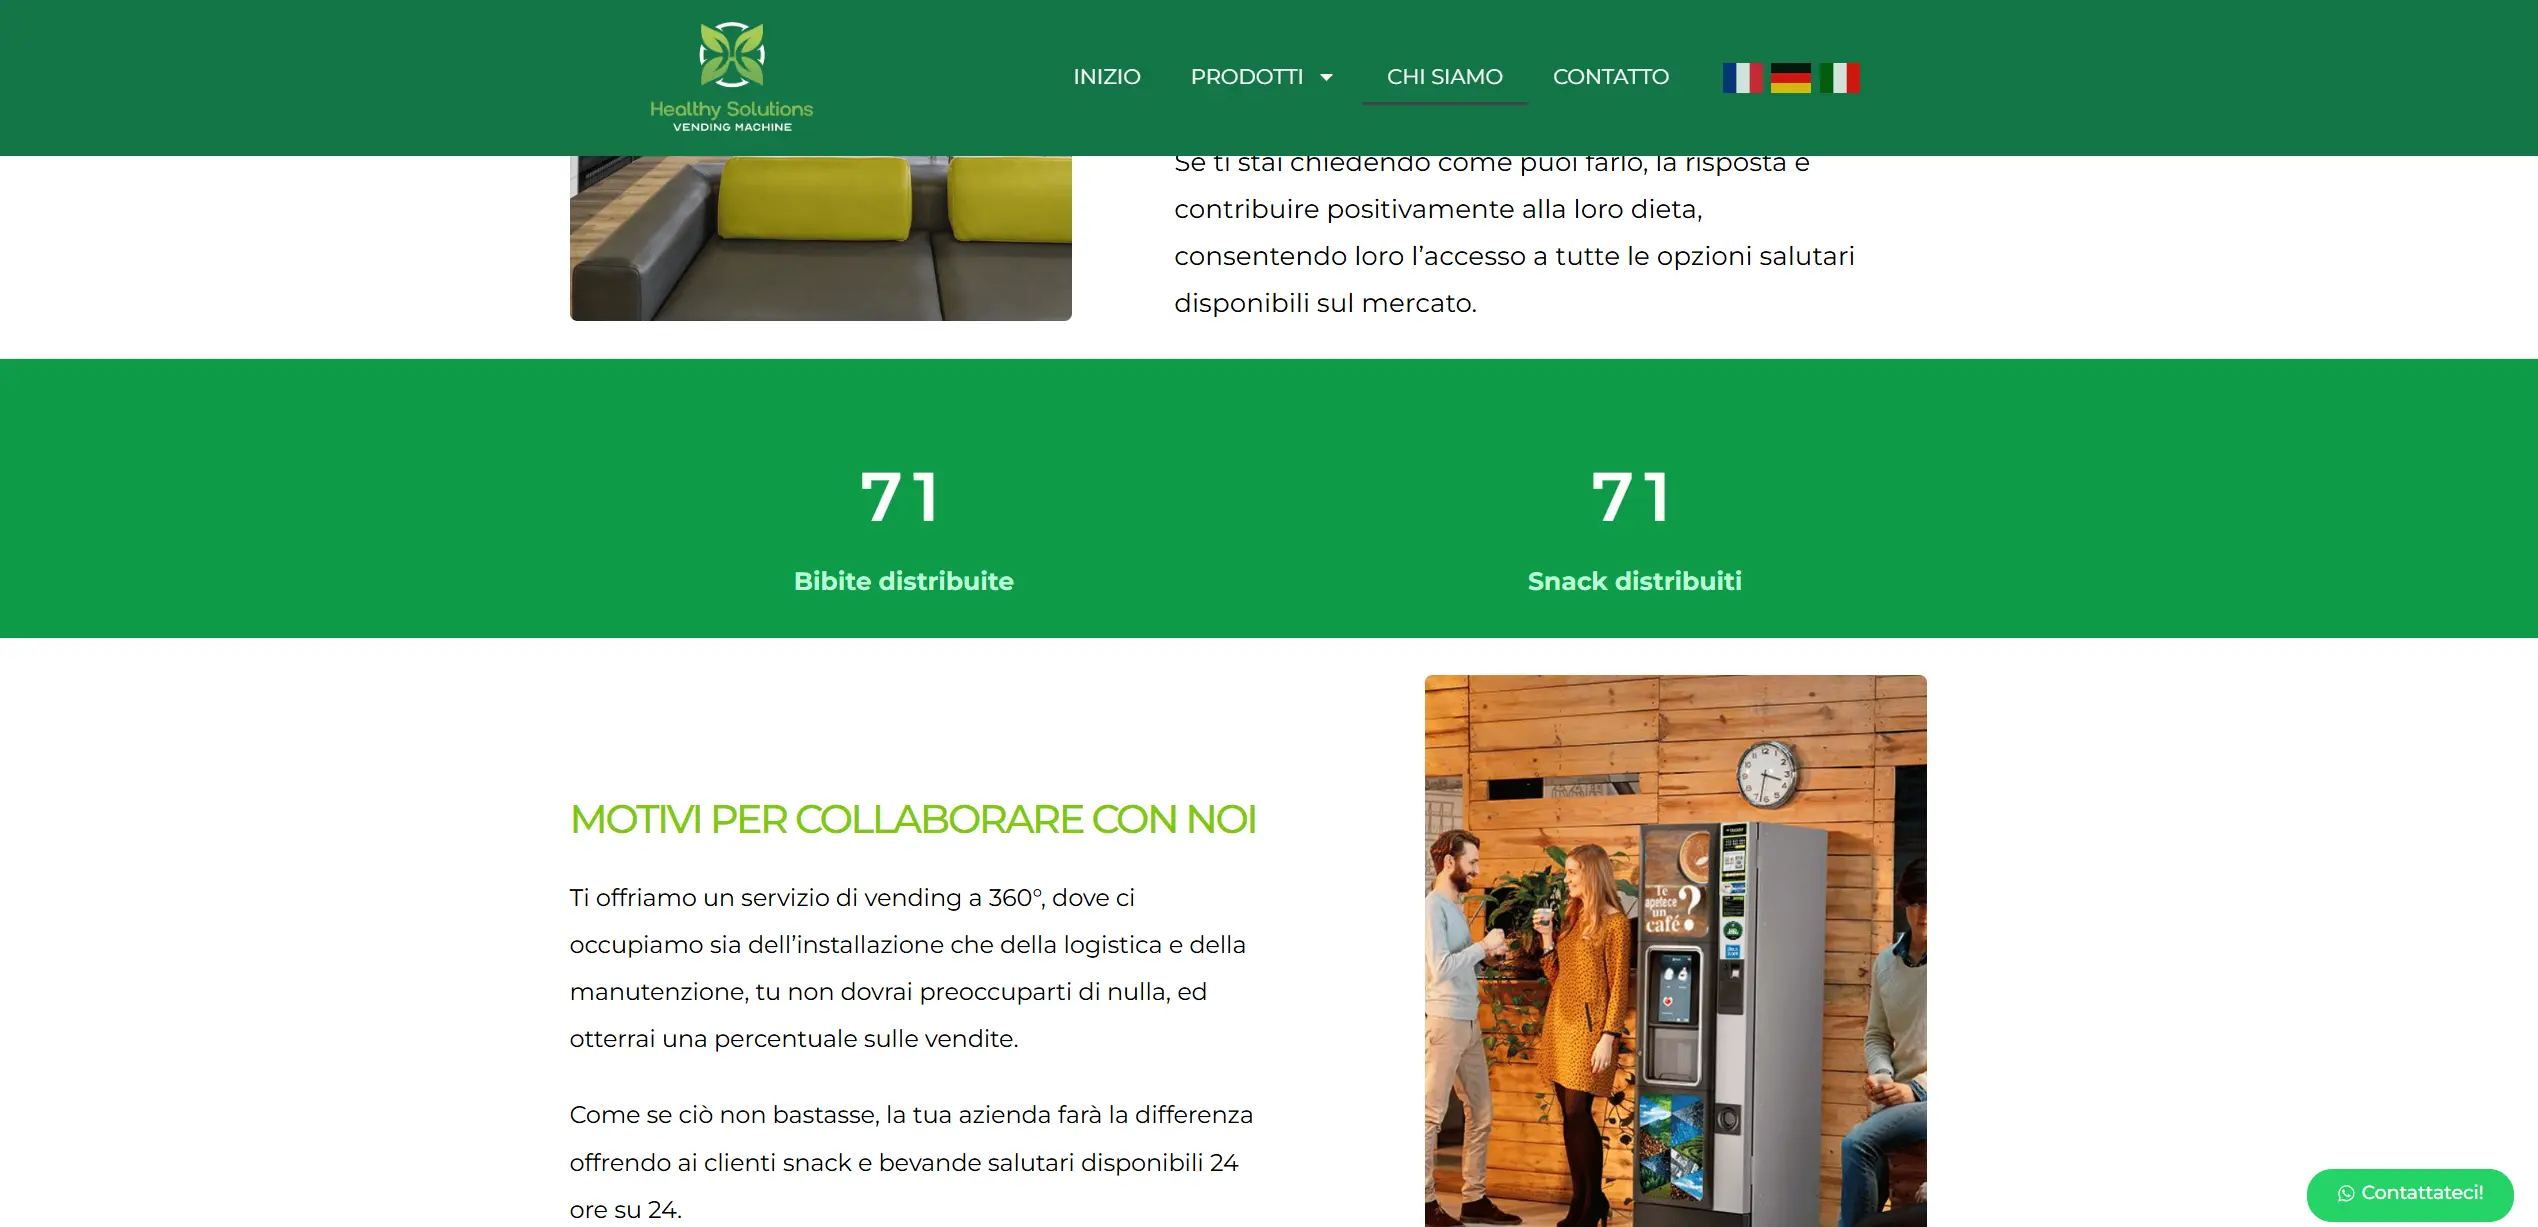 Healthy Solutions
VENDING MACHINE
INIZIO
PRODOTTI
CHI SIAMO
CONTATTO
Se ti stai chiedendo come puoi farlo, la risposta è
contribuire positivamente alla loro dieta,
consentendo loro l’accesso a tutte le opzioni salutari
disponibili sul mercato.
71
Bibite distribuite
71
Snack distribuiti
MOTIVI PER COLLABORARE CON NOI
Ti offriamo un servizio di vending a 360°, dove ci
occupiamo sia dell’installazione che della logistica e della
manutenzione, tu non dovrai preoccuparti di nulla, ed
otterrai una percentuale sulle vendite.
Come se ciò non bastasse, la tua azienda farà la differenza
offrendo ai clienti snack e bevande salutari disponibili 24
ore su 24.
Te
apetece
un
café?
Contattateci!